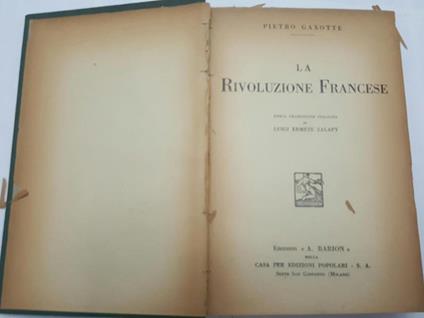 PIETRO GAXOTTE
LA
RIVOLUZIONE FRANCESE
UNICA TRADUZIONE ITALIANA
DI
LUIGI ERMETE ZALAPY
EDIZIONI « A. BARION »
DELLA
CASA PER EDIZIONI POPOLARI - S. A.
SESTO SAN GIOVANNI (MILANO)